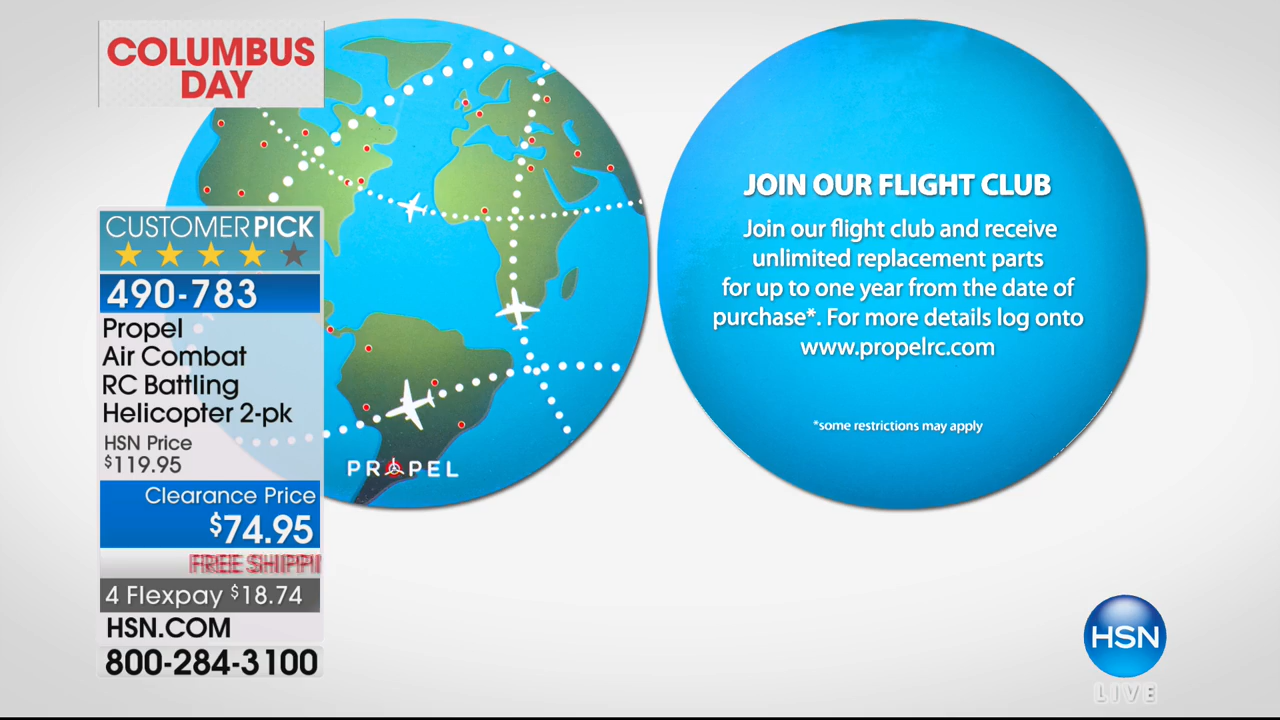 COLUMBUS
DAY
CUSTOMER PICK
490-783
Propel
Air Combat
RC Battling
Helicopter 2-pk
HSN Price
$119.95
Clearance Price
$74.95
FREE SHIPPI
4 Flexpay $18.74
HSN.COM
800-284-3100
PROPEL
JOIN OUR FLIGHT CLUB
Join our flight club and receive
unlimited replacement parts
for up to one year from the date of
purchase*. For more details log onto
www.propelrc.com
*some restrictions may apply
HSN
LIVE